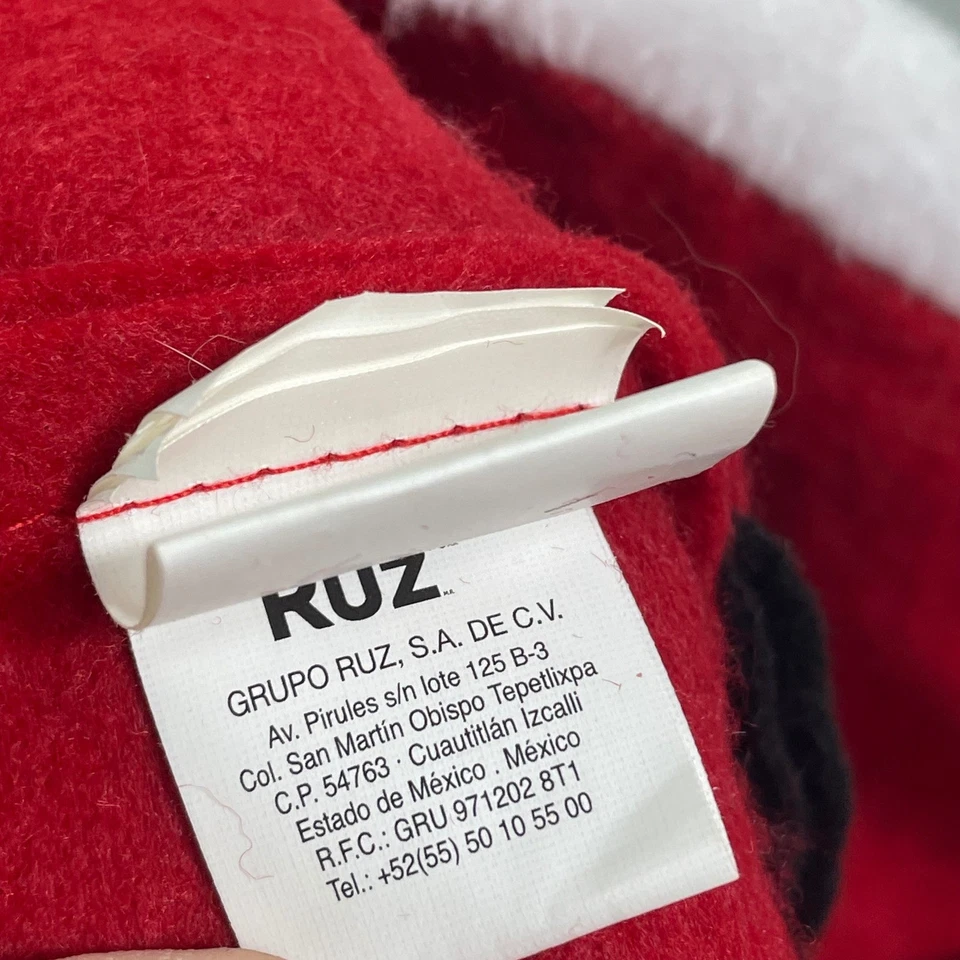 RUZ
GRUPO RUZ, S.A. DE C.V.
Av. Pirules s/n lote 125 B-3
Col. San Martín Obispo Tepetlixpa
C.P. 54763 · Cuautitlán Izcalli
Estado de México . México
R.F.C.: GRU 971202 8T1
Tel.: +52(55) 50 10 55 00